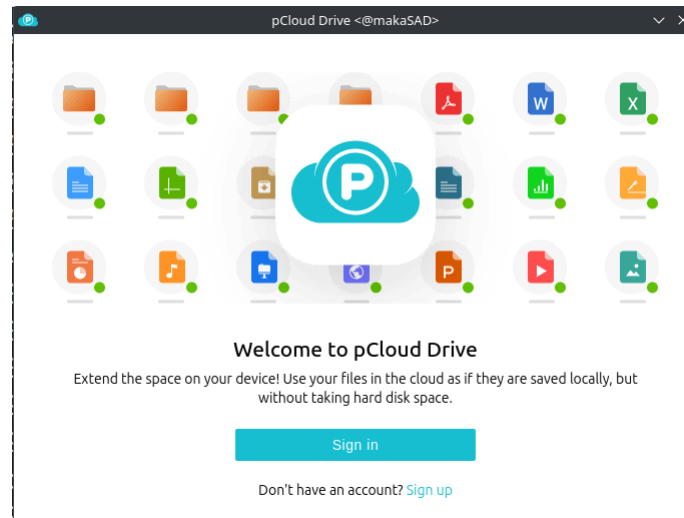 pCloud Drive <@makaSAD>
W
X
P
P
Welcome to pCloud Drive
Extend the space on your device! Use your files in the cloud as if they are saved locally, but
without taking hard disk space.
Sign in
Don't have an account? Sign up